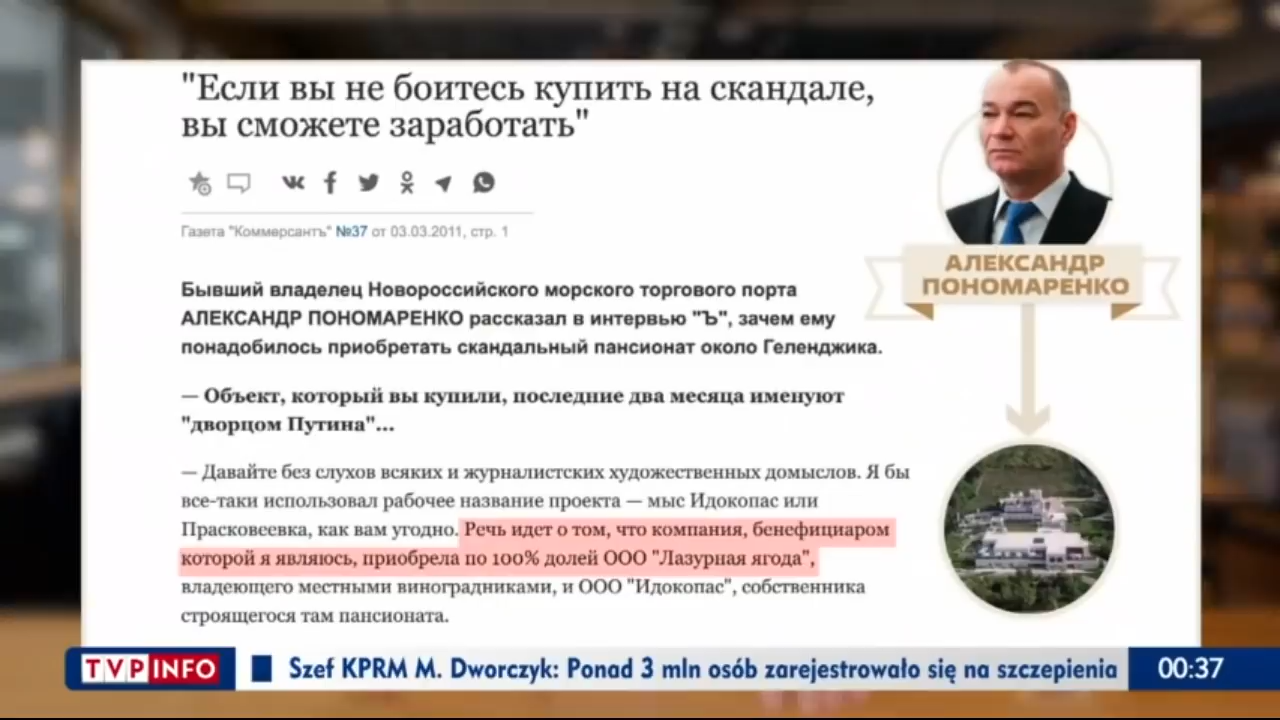 "Если вы не боитесь купить на скандале,
вы сможете заработать"
Газета "Коммерсантъ" №37 от 03.03.2011, стр. 1
Бывший владелец Новороссийского морского торгового порта
АЛЕКСАНДР ПОНОМАРЕНКО рассказал в интервью "Ъ", зачем ему
понадобилось приобретать скандальный пансионат около Геленджика.
— Объект, который вы купили, последние два месяца именуют
"дворцом Путина"...
— Давайте без слухов всяких и журналистских художественных домыслов. Я бы
все-таки использовал рабочее название проекта — мыс Идокопас или
Прасковеевка, как вам угодно. Речь идет о том, что компания, бенефициаром
которой я являюсь, приобрела по 100% долей ООО "Лазурная ягода",
владеющего местными виноградниками, и ООО "Идокопас", собственника
строящегося там пансионата.
АЛЕКСАНДР
ПОНОМАРЕНКО
TVP INFO
Szef KPRM M. Dworczyk: Ponad 3 mln osób zarejestrowało się na szczepienia
00:37